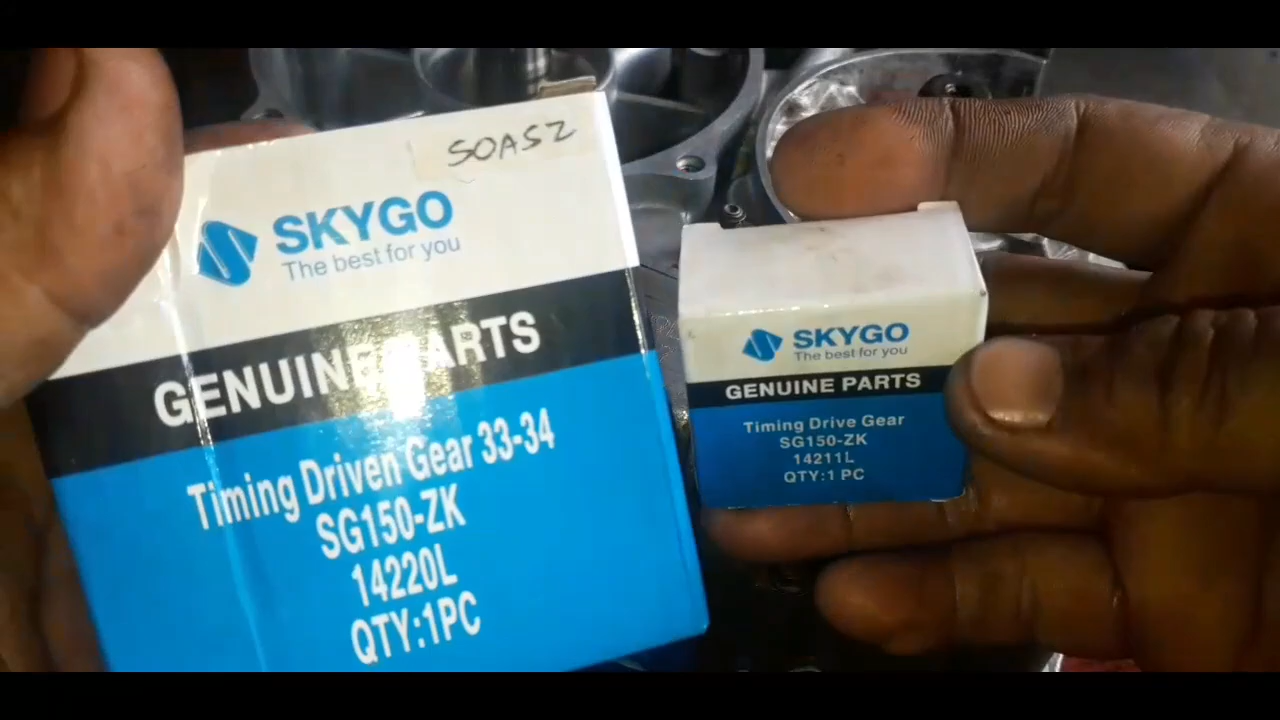 SOASZ
SKYGO
The best for you
GENUINE PARTS
Timing Driven Gear 33-34
SG150-ZK
14220L
QTY:1PC
SKYGO
The best for you
GENUINE PARTS
Timing Drive Gear
SG150-ZK
14211L
QTY:1 PC